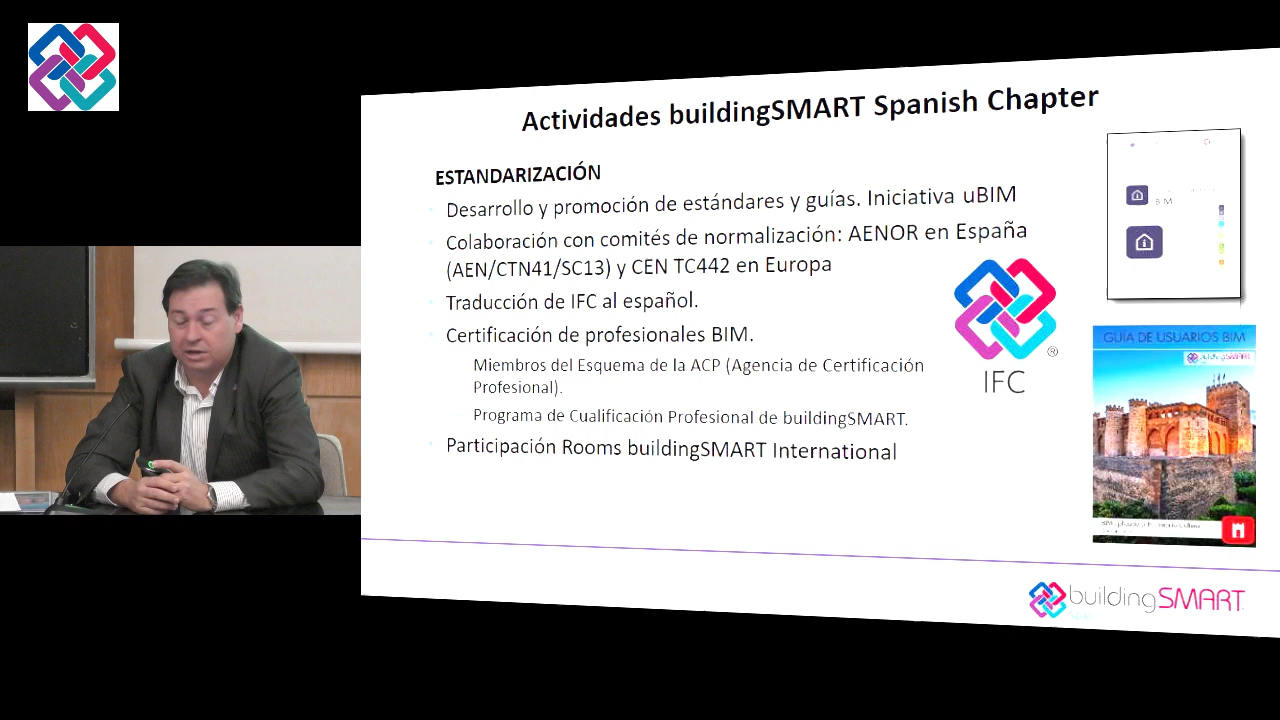 Actividades buildingSMART Spanish Chapter
ESTANDARIZACIÓN
Desarrollo y promoción de estándares y guías. Iniciativa uBIM
Colaboración con comités de normalización: AENOR en España
(AEN/CTN41/SC13) y CEN TC442 en Europa
Traducción de IFC al español.
Certificación de profesionales BIM.
Miembros del Esquema de la ACP (Agencia de Certificación
Profesional).
Programa de Cualificación Profesional de buildingSMART.
Participación Rooms buildingSMART International
®
IFC
BIM
GUÍA DE USUARIOS BIM
buildingSMART
buildingSMART